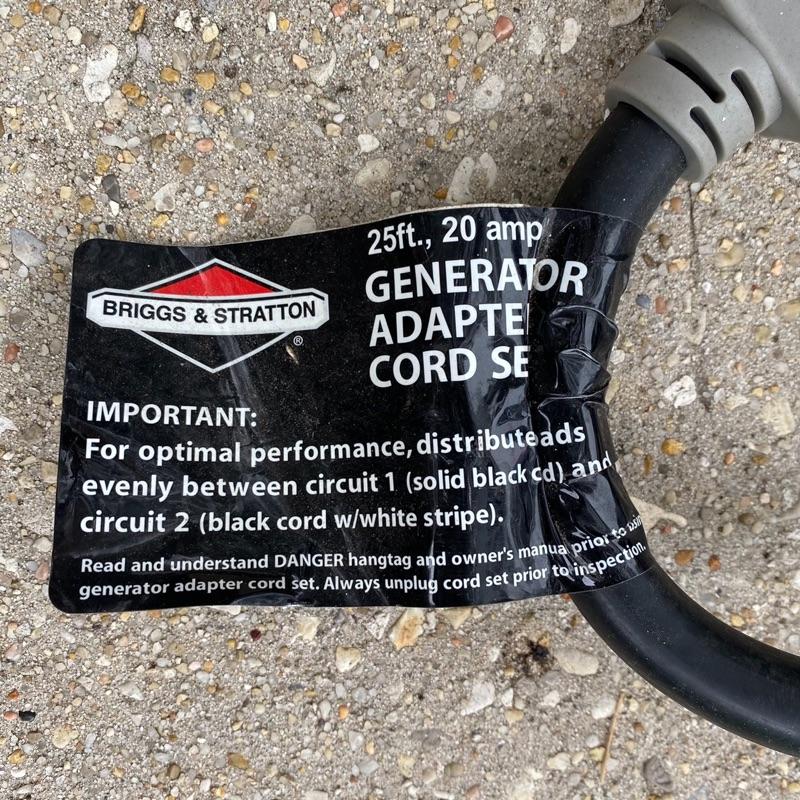 25ft., 20 amp
GENERATOR
ADAPTE
CORD SE
BRIGGS & STRATTON
®
IMPORTANT:
For optimal performance, distribute ads
evenly between circuit 1 (solid black cd) and
circuit 2 (black cord w/white stripe).
Read and understand DANGER hangtag and owner's manua prior to
generator adapter cord set. Always unplug cord set prior to inspection.